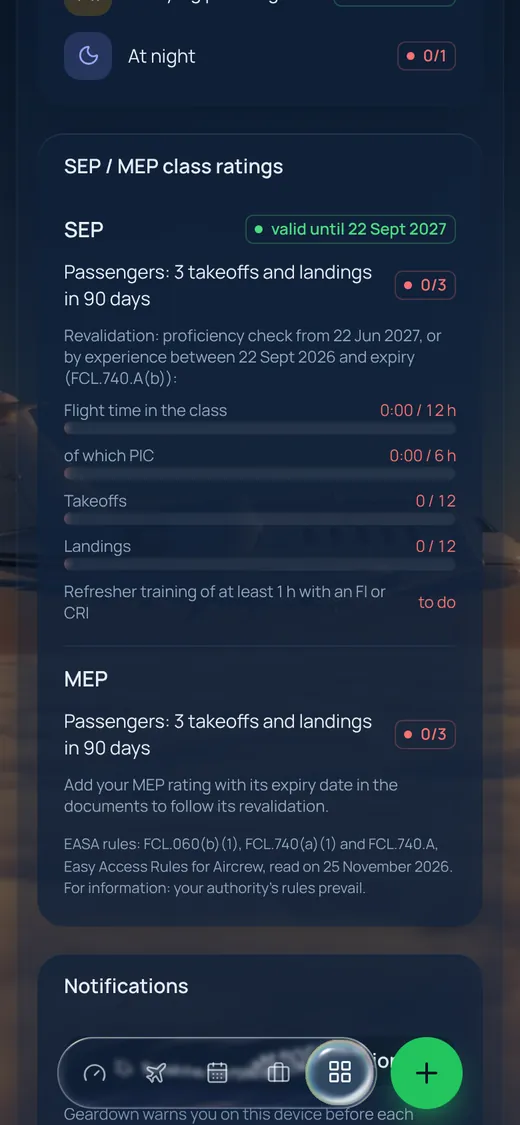 At night
0/1
SEP / MEP class ratings
SEP
valid until 22 Sept 2027
Passengers: 3 takeoffs and landings
in 90 days
0/3
Revalidation: proficiency check from 22 Jun 2027, or
by experience between 22 Sept 2026 and expiry
(FCL.740.A(b)):
Flight time in the class
0:00 / 12 h
of which PIC
0:00 / 6 h
Takeoffs
0 / 12
Landings
0 / 12
Refresher training of at least 1 h with an FI or
CRI
to do
MEP
Passengers: 3 takeoffs and landings
in 90 days
0/3
Add your MEP rating with its expiry date in the
documents to follow its revalidation.
EASA rules: FCL.060(b)(1), FCL.740(a)(1) and FCL.740.A,
Easy Access Rules for Aircrew, read on 25 November 2026.
For information: your authority's rules prevail.
Notifications
Geardown warns you on this device before each